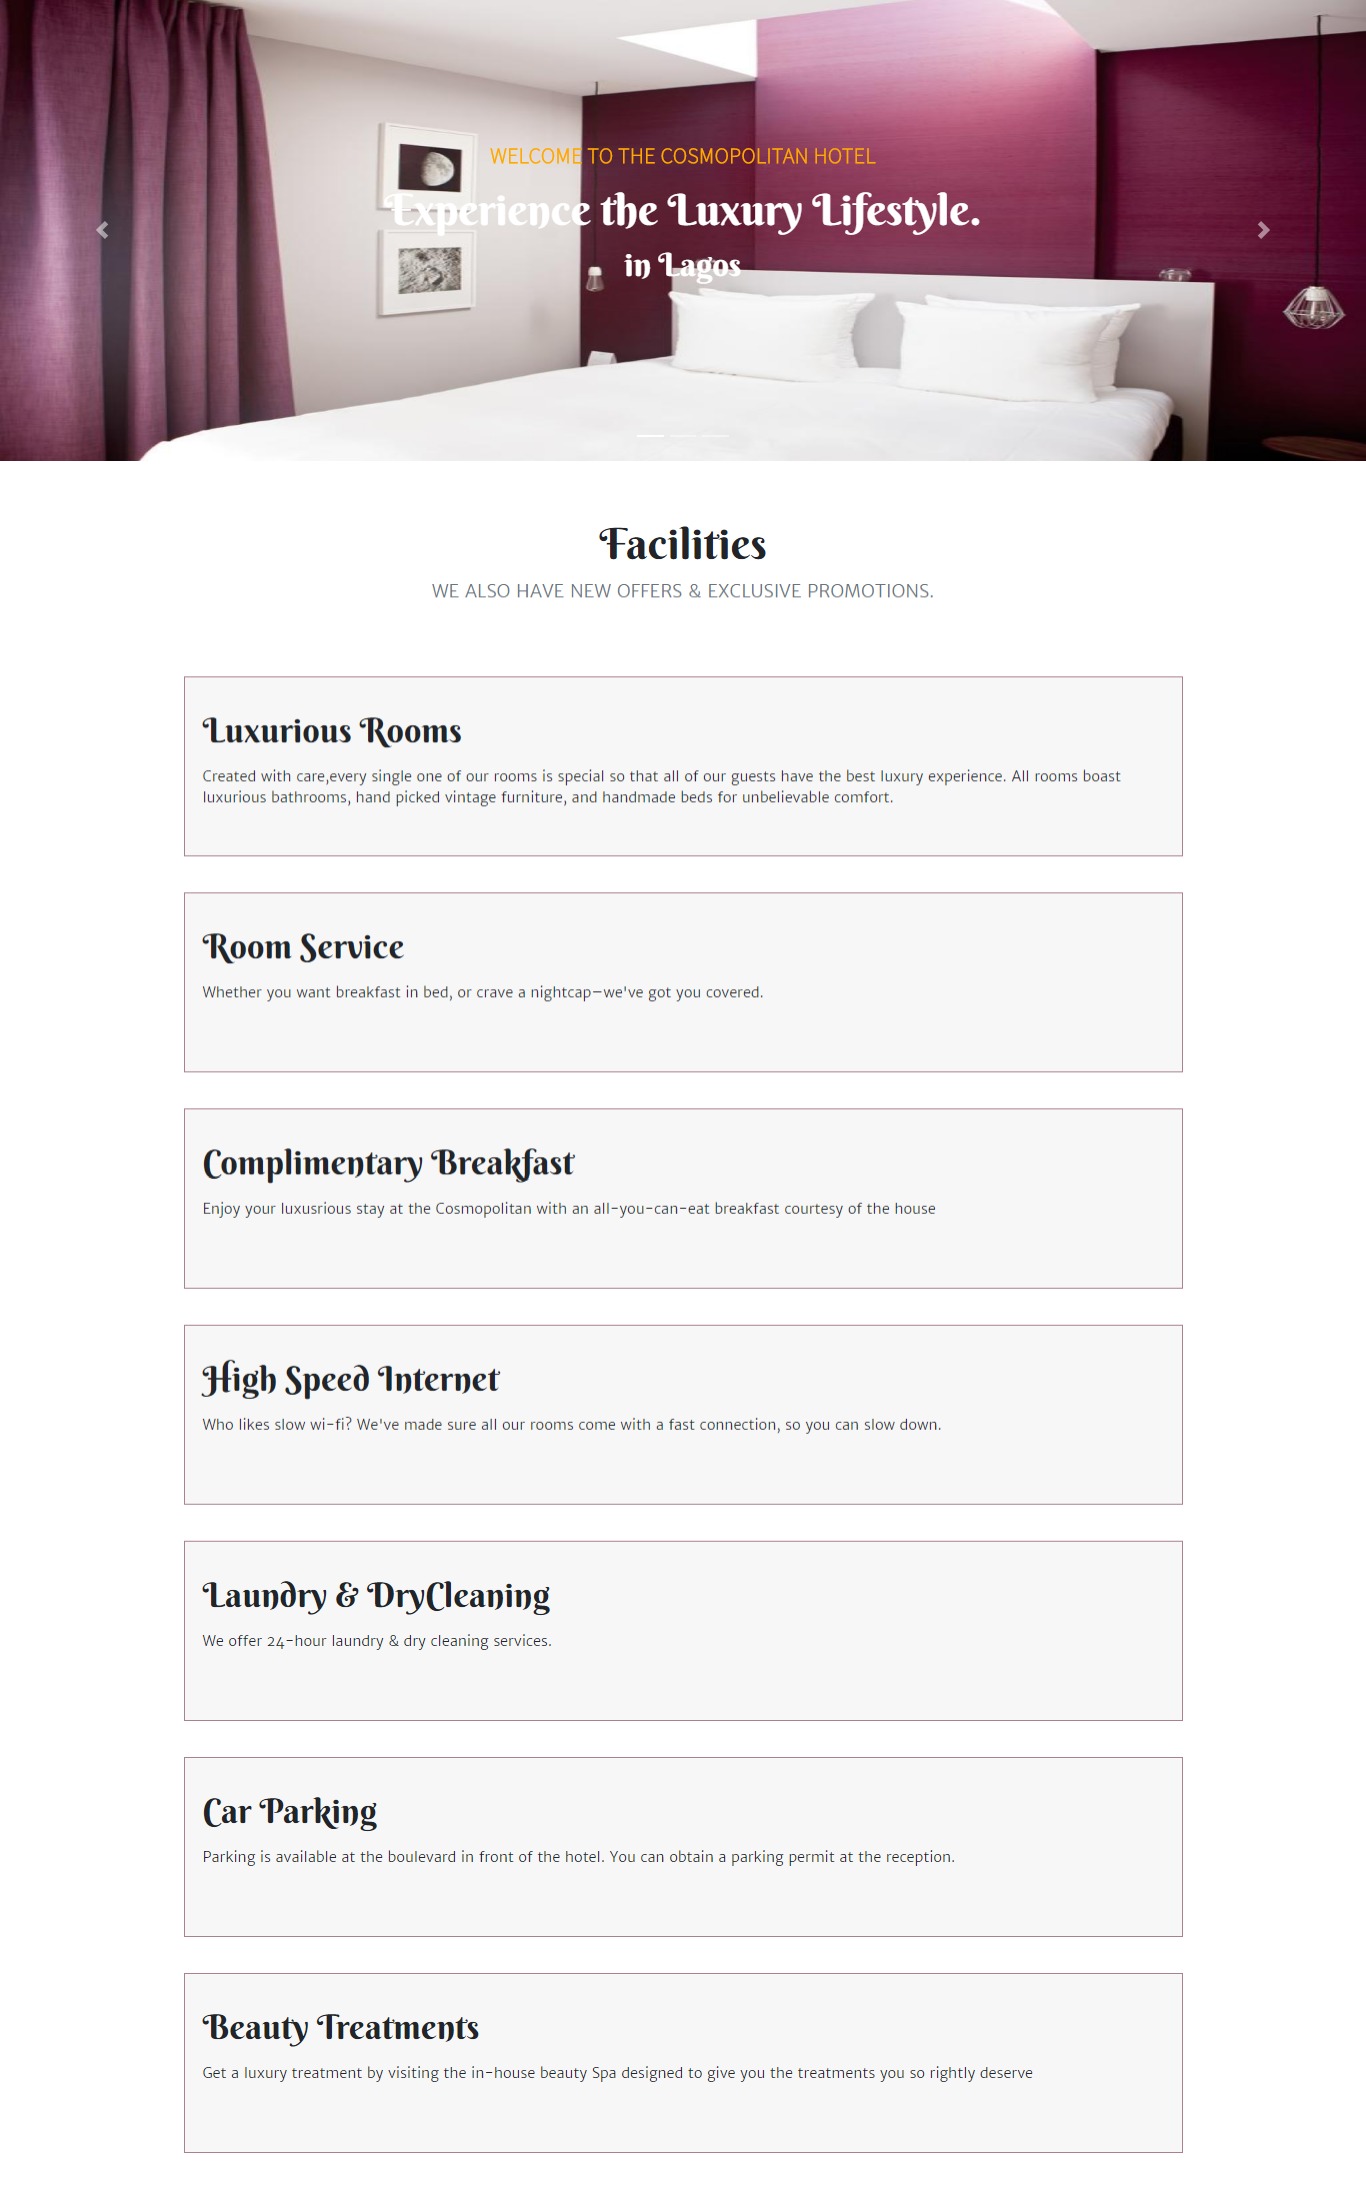 WELCOME TO THE COSMOPOLITAN HOTEL
Experience the Luxury Lifestyle.
in Lagos
Facilities
WE ALSO HAVE NEW OFFERS & EXCLUSIVE PROMOTIONS.
Luxurious Rooms
Created with care,every single one of our rooms is special so that all of our guests have the best luxury experience. All rooms boast
luxurious bathrooms, hand picked vintage furniture, and handmade beds for unbelievable comfort.
Room Service
Whether you want breakfast in bed, or crave a nightcap—we've got you covered.
Complimentary Breakfast
Enjoy your luxusrious stay at the Cosmopolitan with an all-you-can-eat breakfast courtesy of the house
High Speed Internet
Who likes slow wi-fi? We've made sure all our rooms come with a fast connection, so you can slow down.
Laundry & DryCleaning
We offer 24-hour laundry & dry cleaning services.
Car Parking
Parking is available at the boulevard in front of the hotel. You can obtain a parking permit at the reception.
Beauty Treatments
Get a luxury treatment by visiting the in-house beauty Spa designed to give you the treatments you so rightly deserve